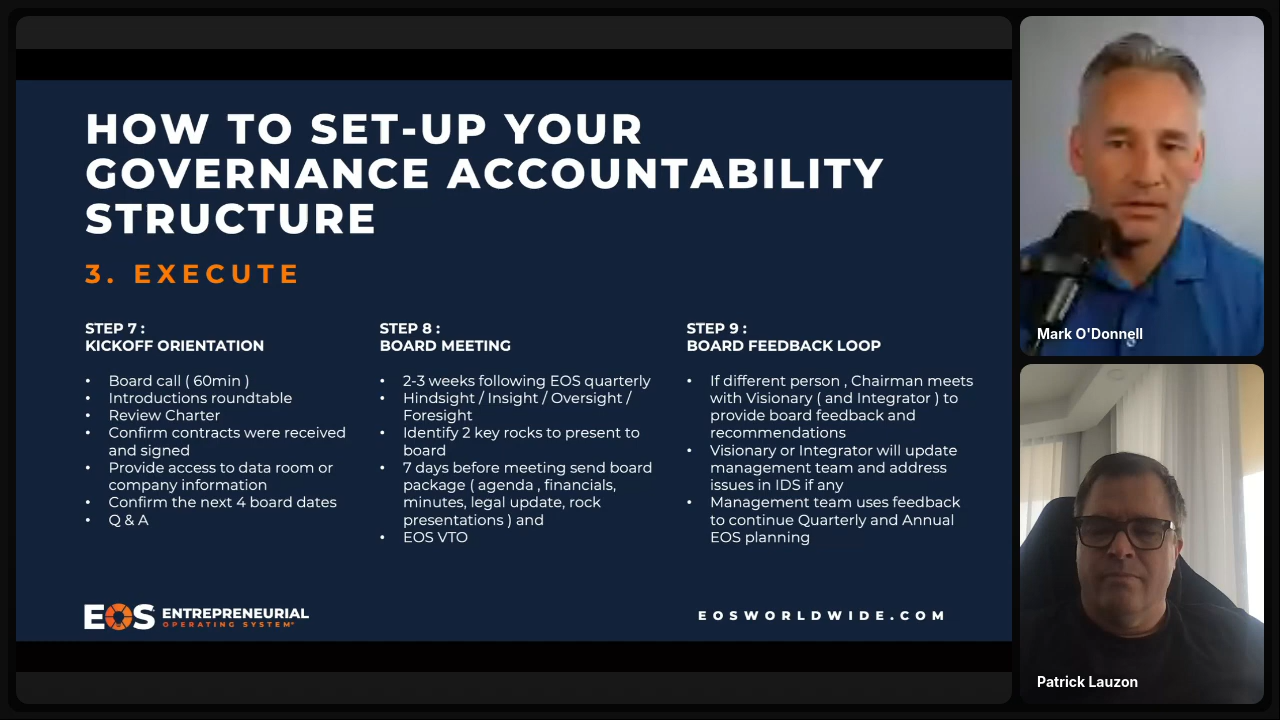 HOW TO SET-UP YOUR
GOVERNANCE ACCOUNTABILITY
STRUCTURE
3. EXECUTE
STEP 7 :
KICKOFF ORIENTATION
• Board call ( 60min )
• Introductions roundtable
• Review Charter
• Confirm contracts were received
and signed
• Provide access to data room or
company information
• Confirm the next 4 board dates
• Q & A
STEP 8 :
BOARD MEETING
• 2-3 weeks following EOS quarterly
• Hindsight / Insight / Oversight /
Foresight
• Identify 2 key rocks to present to
board
• 7 days before meeting send board
package ( agenda , financials,
minutes, legal update, rock
presentations ) and
• EOS VTO
STEP 9 :
BOARD FEEDBACK LOOP
• If different person , Chairman meets
with Visionary ( and Integrator ) to
provide board feedback and
recommendations
• Visionary or Integrator will update
management team and address
issues in IDS if any
• Management team uses feedback
to continue Quarterly and Annual
EOS planning
EOS ENTREPRENEURIAL
OPERATING SYSTEM®
EOSWORLDWIDE.COM
Mark O'Donnell
Patrick Lauzon